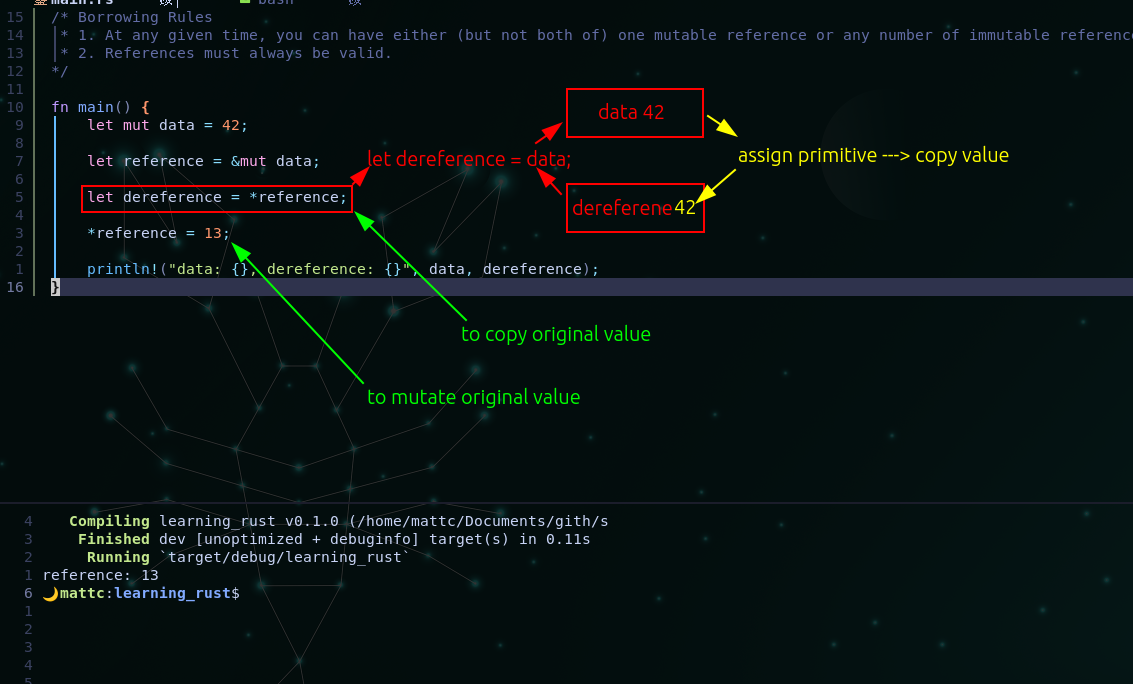 main.rs bash
15 /* Borrowing Rules
14 * 1. At any given time, you can have either (but not both of) one mutable reference or any number of immutable reference
13 * 2. References must always be valid.
12 */
11
10 fn main() {
9 let mut data = 42;
8
7 let reference = &mut data;
6
5 let dereference = *reference;
4
3 *reference = 13;
2
1 println!("data: {}, dereference: {}", data, dereference);
16 }
data 42
let dereference = data;
assign primitive ---> copy value
dereferene 42
to copy original value
to mutate original value
4 Compiling learning_rust v0.1.0 (/home/mattc/Documents/gith/s
3 Finished dev [unoptimized + debuginfo] target(s) in 0.11s
2 Running `target/debug/learning_rust`
1 reference: 13
6 🌙mattc:learning_rust$
1
2
3
4
5